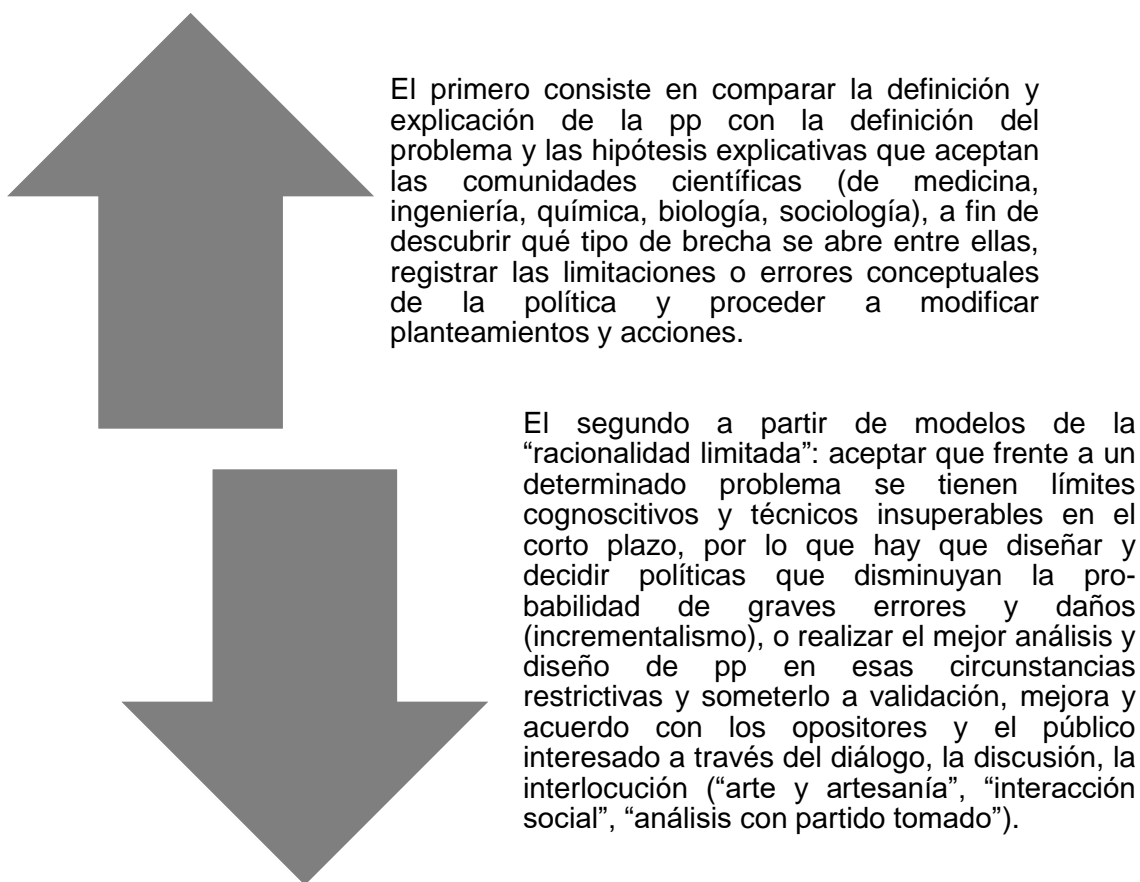 El primero consiste en comparar la definición y
explicación de la pp con la definición del
problema y las hipótesis explicativas que aceptan
las comunidades científicas (de medicina,
ingeniería, química, biología, sociología), a fin de
descubrir qué tipo de brecha se abre entre ellas,
registrar las limitaciones o errores conceptuales
de la política y proceder a modificar
planteamientos y acciones.
El segundo a partir de modelos de la
“racionalidad limitada”: aceptar que frente a un
determinado problema se tienen límites
cognoscitivos y técnicos insuperables en el
corto plazo, por lo que hay que diseñar y
decidir políticas que disminuyan la pro-
babilidad de graves errores y daños
(incrementalismo), o realizar el mejor análisis y
diseño de pp en esas circunstancias
restrictivas y someterlo a validación, mejora y
acuerdo con los opositores y el público
interesado a través del diálogo, la discusión, la
interlocución (“arte y artesanía”, “interacción
social”, “análisis con partido tomado”).